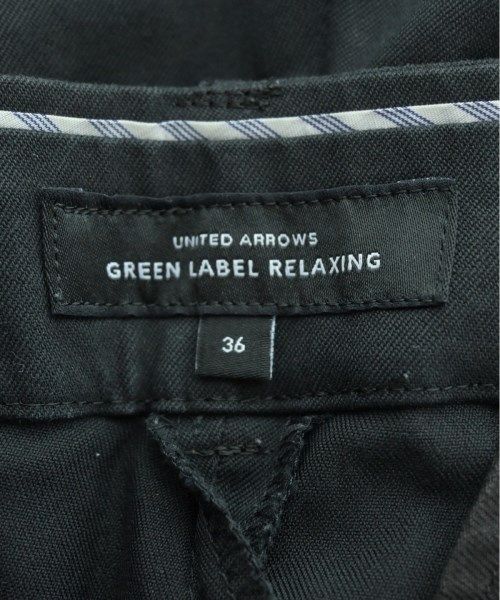 UNITED ARROWS
GREEN LABEL RELAXING
36